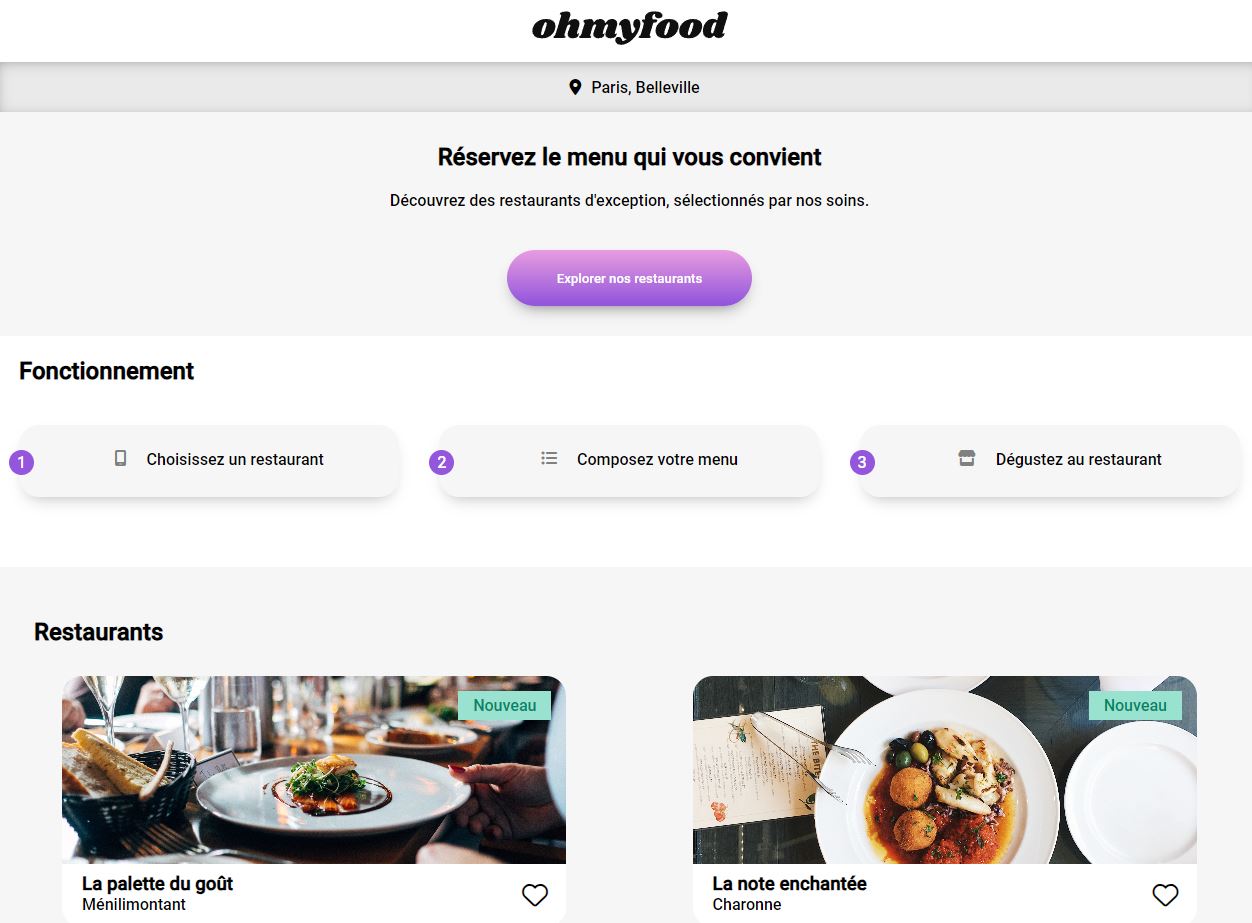 ohmyfood
Paris, Belleville
Réservez le menu qui vous convient
Découvrez des restaurants d'exception, sélectionnés par nos soins.
Explorer nos restaurants
Fonctionnement
1 Choisissez un restaurant
2 Composez votre menu
3 Dégustez au restaurant
Restaurants
Nouveau
La palette du goût
Ménilimontant
Nouveau
La note enchantée
Charonne